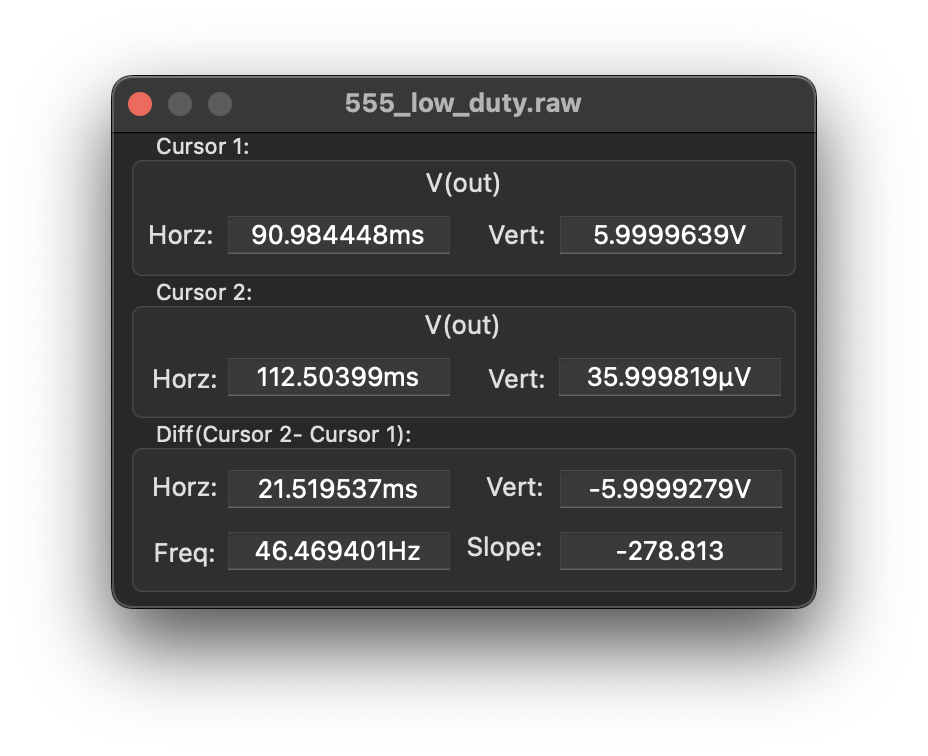 555_low_duty.raw
Cursor 1:
V(out)
Horz: 90.984448ms Vert: 5.9999639V
Cursor 2:
V(out)
Horz: 112.50399ms Vert: 35.999819µV
Diff(Cursor 2- Cursor 1):
Horz: 21.519537ms Vert: -5.9999279V
Freq: 46.469401Hz Slope: -278.813